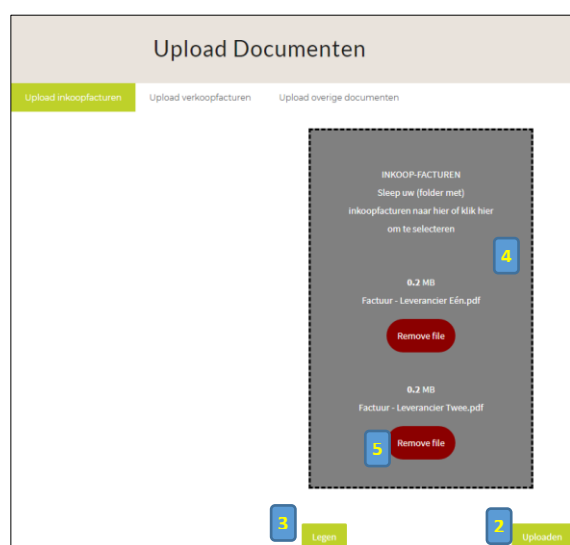 Upload Documenten
Upload inkoopfacturen Upload verkoopfacturen Upload overige documenten
INKOOP-FACTUREN
Sleep uw (folder met)
inkoopfacturen naar hier of klik hier
om te selecteren
4
0.2 MB
Factuur - Leverancier Eén.pdf
Remove file
0.2 MB
Factuur - Leverancier Twee.pdf
5 Remove file
3 Legen
2 Uploaden